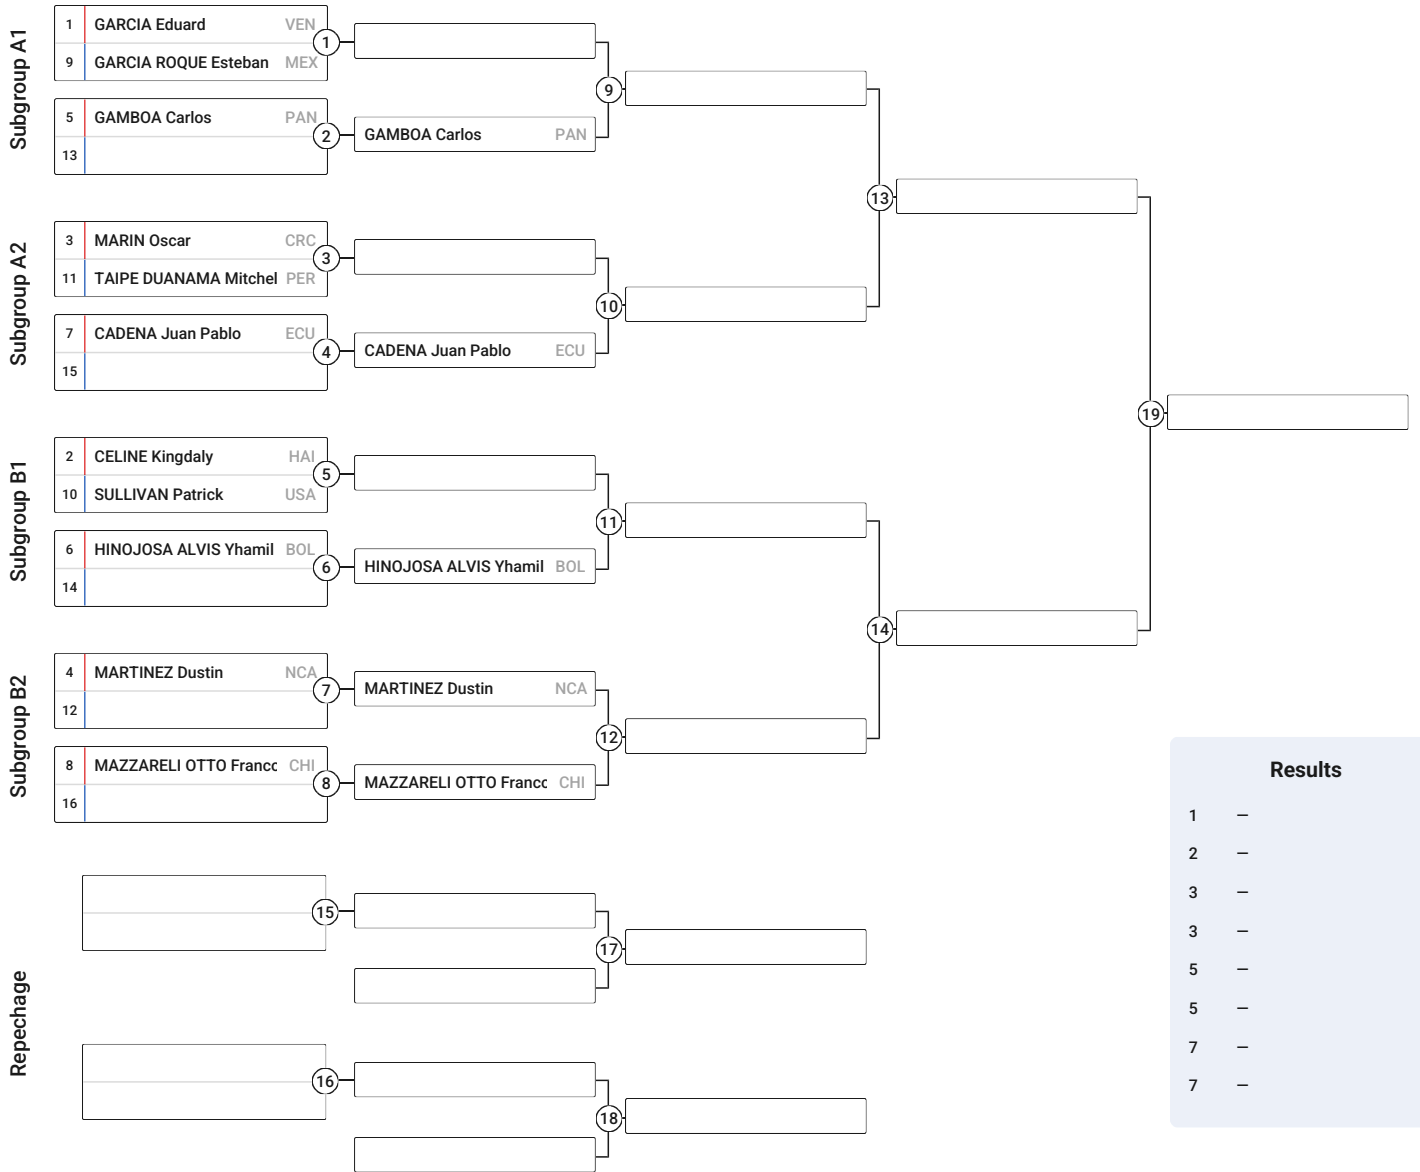 Subgroup A1
1 GARCIA Eduard VEN
9 GARCIA ROQUE Esteban MEX
1
5 GAMBOA Carlos PAN
13
2
GAMBOA Carlos PAN
9
Subgroup A2
3 MARIN Oscar CRC
11 TAIPE DUANAMA Mitchel PER
3
7 CADENA Juan Pablo ECU
15
4
CADENA Juan Pablo ECU
10
13
Subgroup B1
2 CELINE Kingdaly HAI
10 SULLIVAN Patrick USA
5
6 HINOJOSA ALVIS Yhamil BOL
14
6
HINOJOSA ALVIS Yhamil BOL
11
Subgroup B2
4 MARTINEZ Dustin NCA
12
7
MARTINEZ Dustin NCA
8 MAZZARELI OTTO Franco CHI
16
8
MAZZARELI OTTO Franco CHI
12
14
19
Repechage
15
17
16
18
Results
1 –
2 –
3 –
3 –
5 –
5 –
7 –
7 –